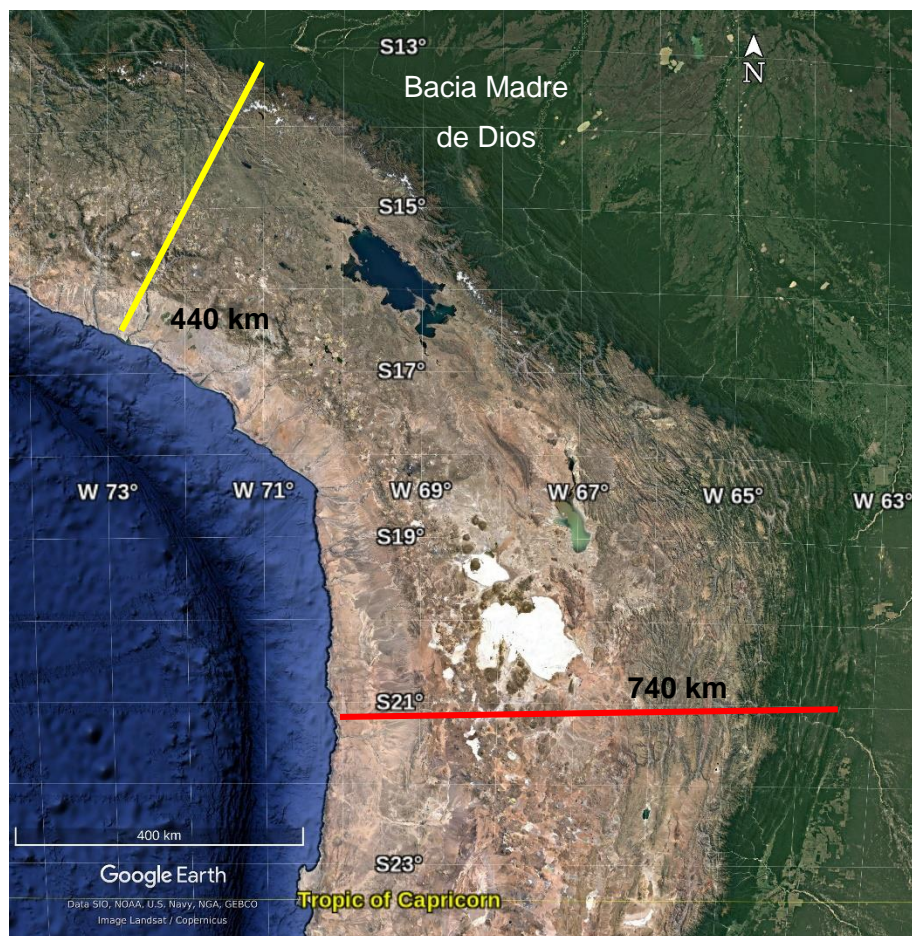 S13°
N
Bacia Madre
de Dios
S15°
440 km
S17°
W 73°
W 71°
W 69°
W 67°
W 65°
W 63°
S19°
740 km
S21°
400 km
S23°
Google Earth
Tropic of Capricorn
Data SIO, NOAA, U.S. Navy, NGA, GEBCO
Image Landsat / Copernicus